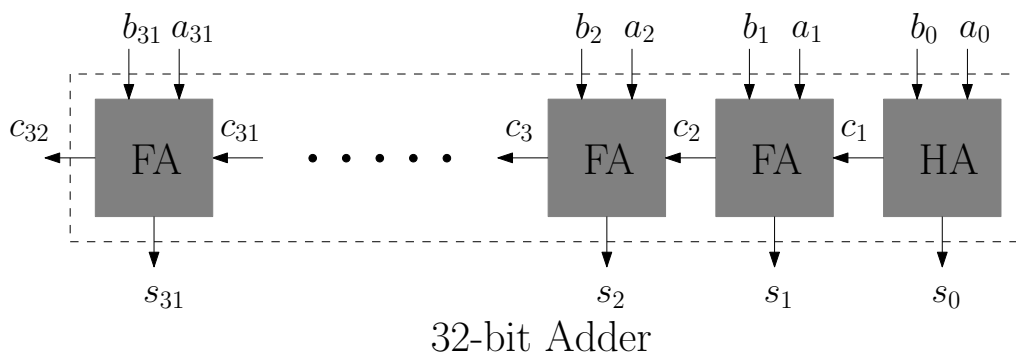 b₃₁ a₃₁ b₂ a₂ b₁ a₁ b₀ a₀
c₃₂ FA c₃₁ c₃ FA c₂ FA c₁ HA
s₃₁ s₂ s₁ s₀
32-bit Adder